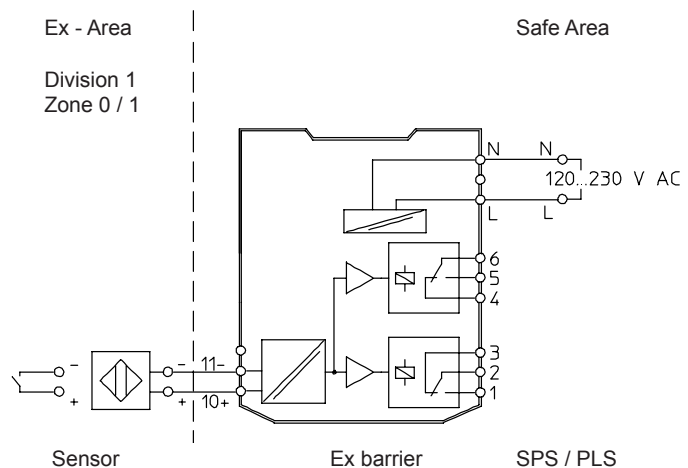 Ex - Area
Safe Area
Division 1
Zone 0 / 1
N
N
120...230 V AC
L
L
6
5
4
3
2
1
-
-
11-
+
+
10+
Sensor
Ex barrier
SPS / PLS